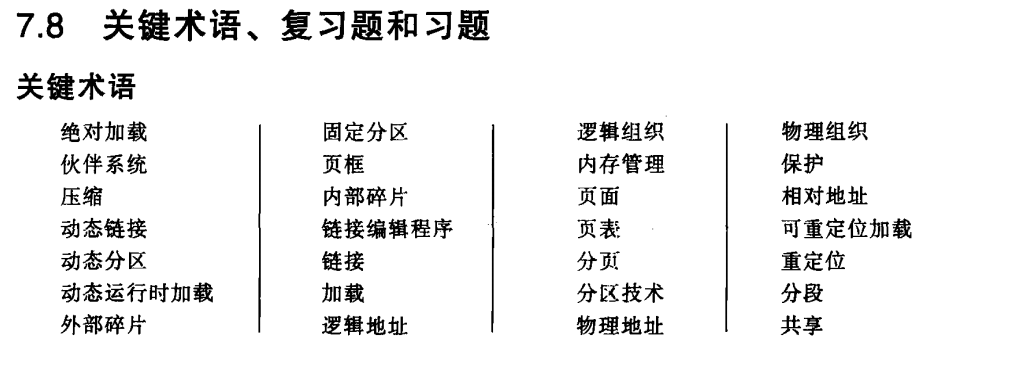 7.8 关键术语、复习题和习题
关键术语
绝对加载
伙伴系统
压缩
动态链接
动态分区
动态运行时加载
外部碎片
固定分区
页框
内部碎片
链接编辑程序
链接
加载
逻辑地址
逻辑组织
内存管理
页面
页表
分页
分区技术
物理地址
物理组织
保护
相对地址
可重定位加载
重定位
分段
共享